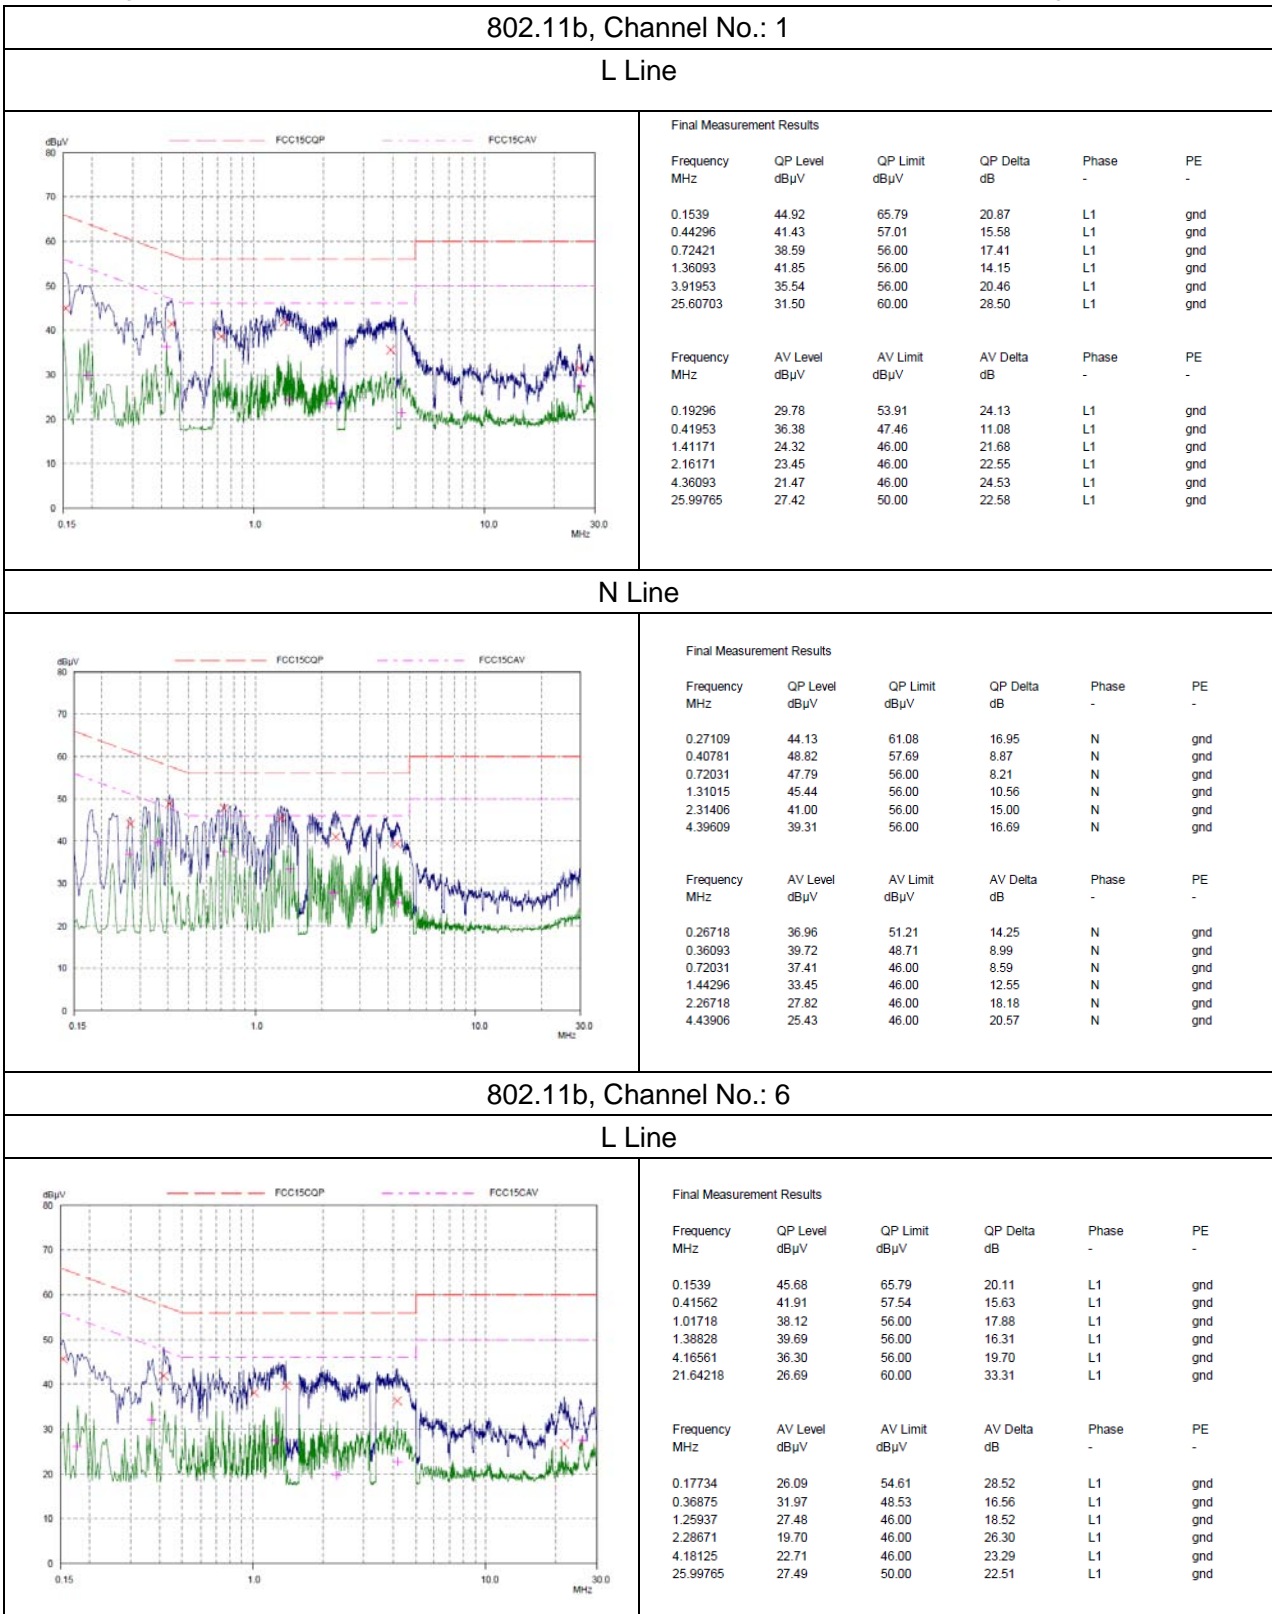 802.11b, Channel No.: 1
L Line
dBµV
FCC15CQP
FCC15CAV
80
70
60
50
40
30
20
10
0
0.15
1.0
10.0
30.0
MHz
Final Measurement Results
Frequency QP Level QP Limit QP Delta Phase PE
MHz dBµV dBµV dB - -
0.1539 44.92 65.79 20.87 L1 gnd
0.44296 41.43 57.01 15.58 L1 gnd
0.72421 38.59 56.00 17.41 L1 gnd
1.36093 41.85 56.00 14.15 L1 gnd
3.91953 35.54 56.00 20.46 L1 gnd
25.60703 31.50 60.00 28.50 L1 gnd
Frequency AV Level AV Limit AV Delta Phase PE
MHz dBµV dBµV dB - -
0.19296 29.78 53.91 24.13 L1 gnd
0.41953 36.38 47.46 11.08 L1 gnd
1.41171 24.32 46.00 21.68 L1 gnd
2.16171 23.45 46.00 22.55 L1 gnd
4.36093 21.47 46.00 24.53 L1 gnd
25.99765 27.42 50.00 22.58 L1 gnd
N Line
dBµV
FCC15CQP
FCC15CAV
80
70
60
50
40
30
20
10
0
0.15
1.0
10.0
30.0
MHz
Final Measurement Results
Frequency QP Level QP Limit QP Delta Phase PE
MHz dBµV dBµV dB - -
0.27109 44.13 61.08 16.95 N gnd
0.40781 48.82 57.69 8.87 N gnd
0.72031 47.79 56.00 8.21 N gnd
1.31015 45.44 56.00 10.56 N gnd
2.31406 41.00 56.00 15.00 N gnd
4.39609 39.31 56.00 16.69 N gnd
Frequency AV Level AV Limit AV Delta Phase PE
MHz dBµV dBµV dB - -
0.26718 36.96 51.21 14.25 N gnd
0.36093 39.72 48.71 8.99 N gnd
0.72031 37.41 46.00 8.59 N gnd
1.44296 33.45 46.00 12.55 N gnd
2.26718 27.82 46.00 18.18 N gnd
4.43906 25.43 46.00 20.57 N gnd
802.11b, Channel No.: 6
L Line
dBµV
FCC15CQP
FCC15CAV
80
70
60
50
40
30
20
10
0
0.15
1.0
10.0
30.0
MHz
Final Measurement Results
Frequency QP Level QP Limit QP Delta Phase PE
MHz dBµV dBµV dB - -
0.1539 45.68 65.79 20.11 L1 gnd
0.41562 41.91 57.54 15.63 L1 gnd
1.01718 38.12 56.00 17.88 L1 gnd
1.38828 39.69 56.00 16.31 L1 gnd
4.16561 36.30 56.00 19.70 L1 gnd
21.64218 26.69 60.00 33.31 L1 gnd
Frequency AV Level AV Limit AV Delta Phase PE
MHz dBµV dBµV dB - -
0.17734 26.09 54.61 28.52 L1 gnd
0.36875 31.97 48.53 16.56 L1 gnd
1.25937 27.48 46.00 18.52 L1 gnd
2.28671 19.70 46.00 26.30 L1 gnd
4.18125 22.71 46.00 23.29 L1 gnd
25.99765 27.49 50.00 22.51 L1 gnd